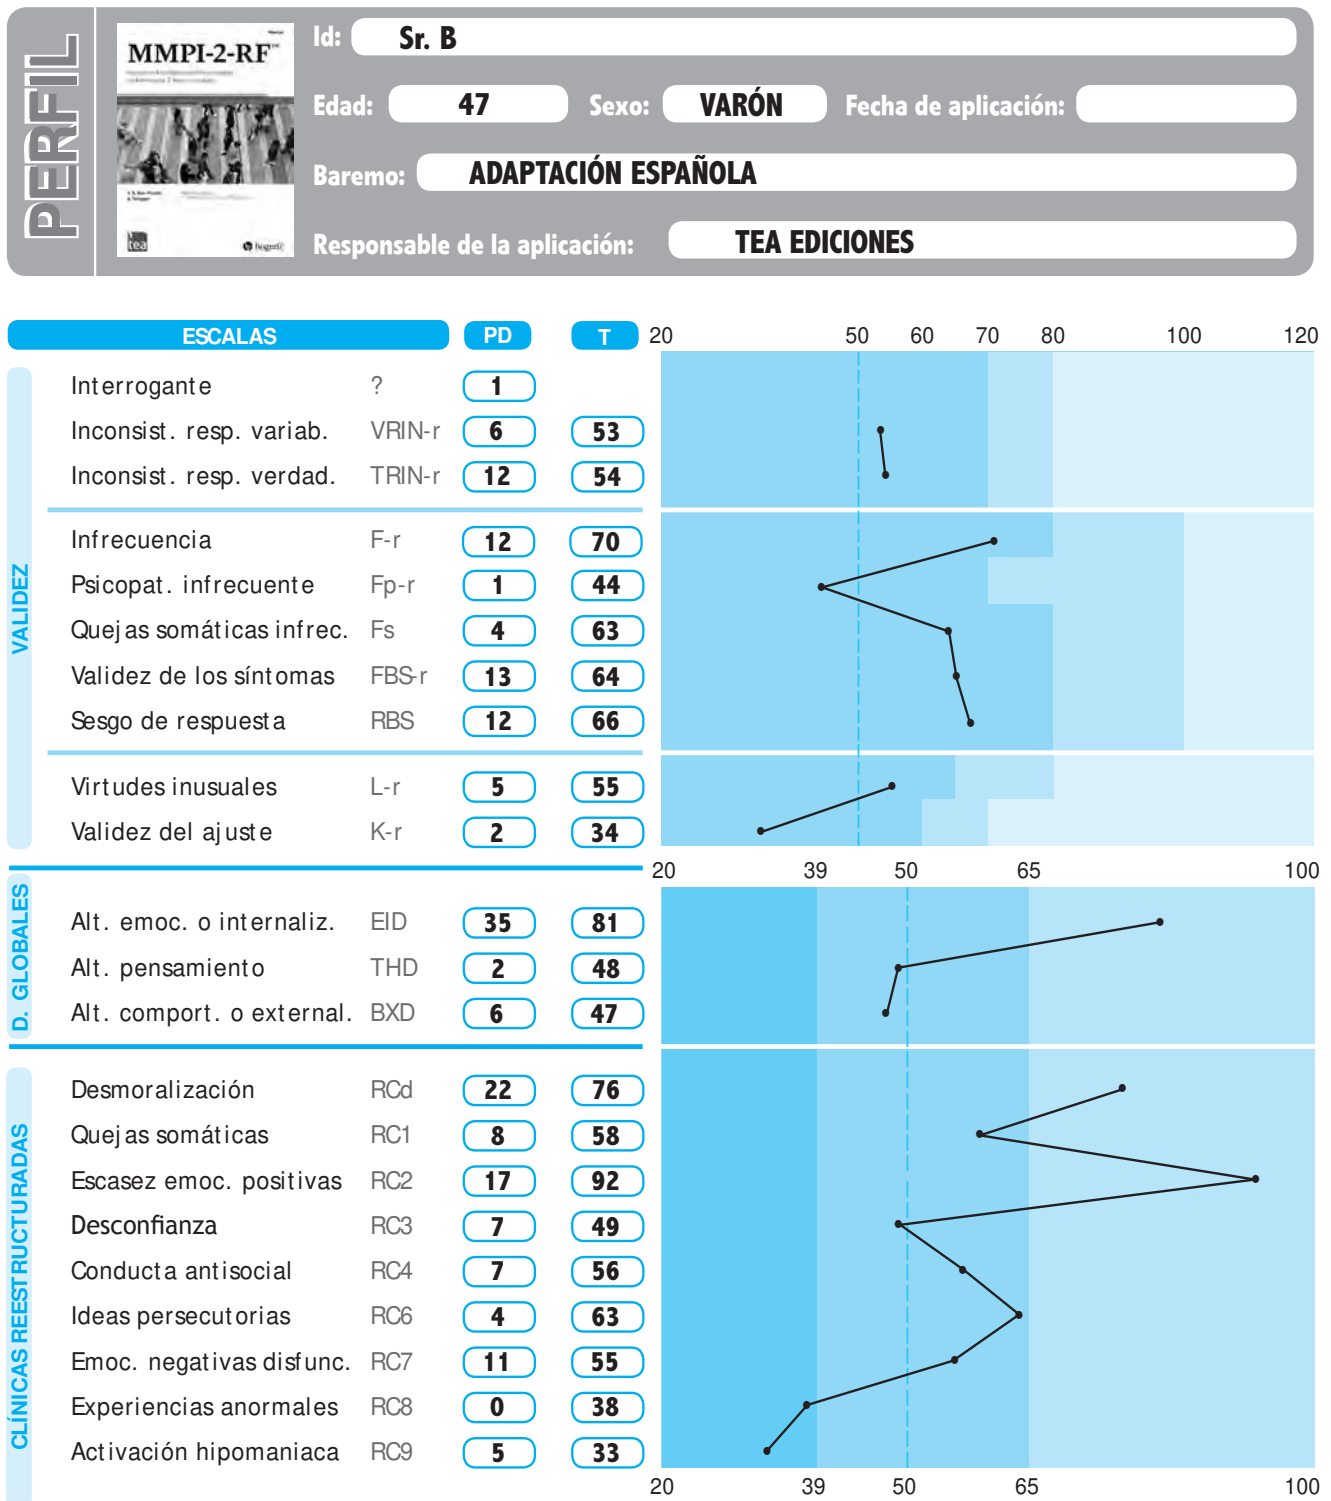 PERFIL
MMPI-2-RF™
tea
hogrefe
Id: Sr. B
Edad: 47 Sexo: VARÓN Fecha de aplicación:
Baremo: ADAPTACIÓN ESPAÑOLA
Responsable de la aplicación: TEA EDICIONES
ESCALAS PD T 20 50 60 70 80 100 120
VALIDEZ
Interrogante ? 1
Inconsist. resp. variab. VRIN-r 6 53
Inconsist. resp. verdad. TRIN-r 12 54
Infrecuencia F-r 12 70
Psicopat. infrecuente Fp-r 1 44
Quejas somáticas infrec. Fs 4 63
Validez de los síntomas FBS-r 13 64
Sesgo de respuesta RBS 12 66
Virtudes inusuales L-r 5 55
Validez del ajuste K-r 2 34
20 39 50 65 100
D. GLOBALES
Alt. emoc. o internaliz. EID 35 81
Alt. pensamiento THD 2 48
Alt. comport. o external. BXD 6 47
CLÍNICAS REESTRUCTURADAS
Desmoralización RCd 22 76
Quejas somáticas RC1 8 58
Escasez emoc. positivas RC2 17 92
Desconfianza RC3 7 49
Conducta antisocial RC4 7 56
Ideas persecutorias RC6 4 63
Emoc. negativas disfunc. RC7 11 55
Experiencias anormales RC8 0 38
Activación hipomaniaca RC9 5 33
20 39 50 65 100